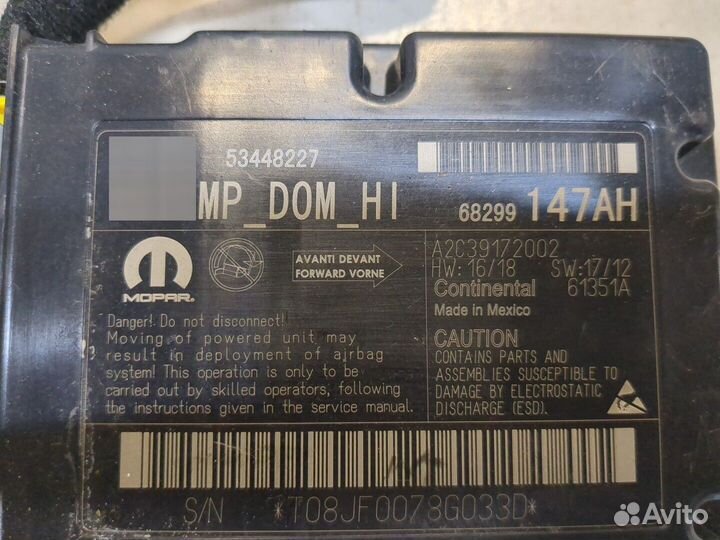 53448227
MP_DOM_HI
68299 147AH
MOPAR®
AVANTI DEVANT
FORWARD VORNE
A2C39172002
HW: 16/18 SW: 17/12
Continental 61351A
Made in Mexico
Danger! Do not disconnect!
Moving of powered unit may
result in deployment of airbag
system! This operation is only to be
carried out by skilled operators, following
the instructions given in the service manual.
CAUTION
CONTAINS PARTS AND
ASSEMBLIES SUSCEPTIBLE TO
DAMAGE BY ELECTROSTATIC
DISCHARGE (ESD).
S/N *T08JF0078G033D*
Avito